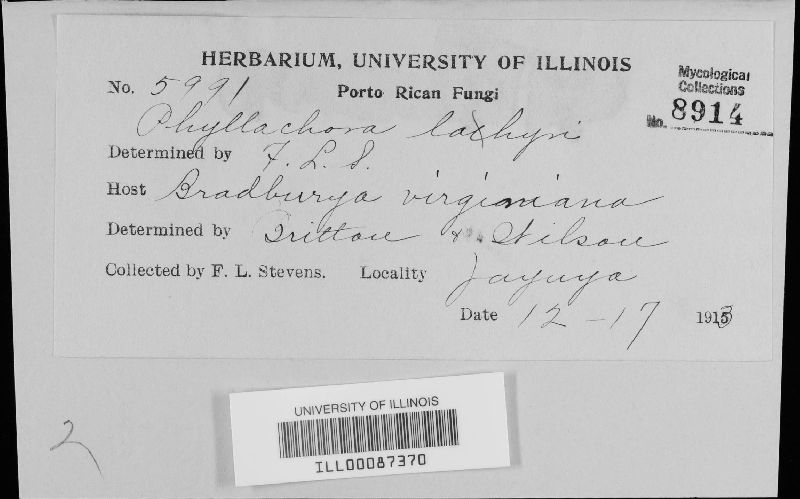 HERBARIUM, UNIVERSITY OF ILLINOIS
No. 5991
Porto Rican Fungi
Mycological
Collections
No. 8914
Phyllachora lathyri
Determined by F. L. S.
Host Bradburya virginiana
Determined by Britton & Wilson
Collected by F. L. Stevens. Locality Jayuya
Date 12-17 1913
UNIVERSITY OF ILLINOIS
ILL00087370
2